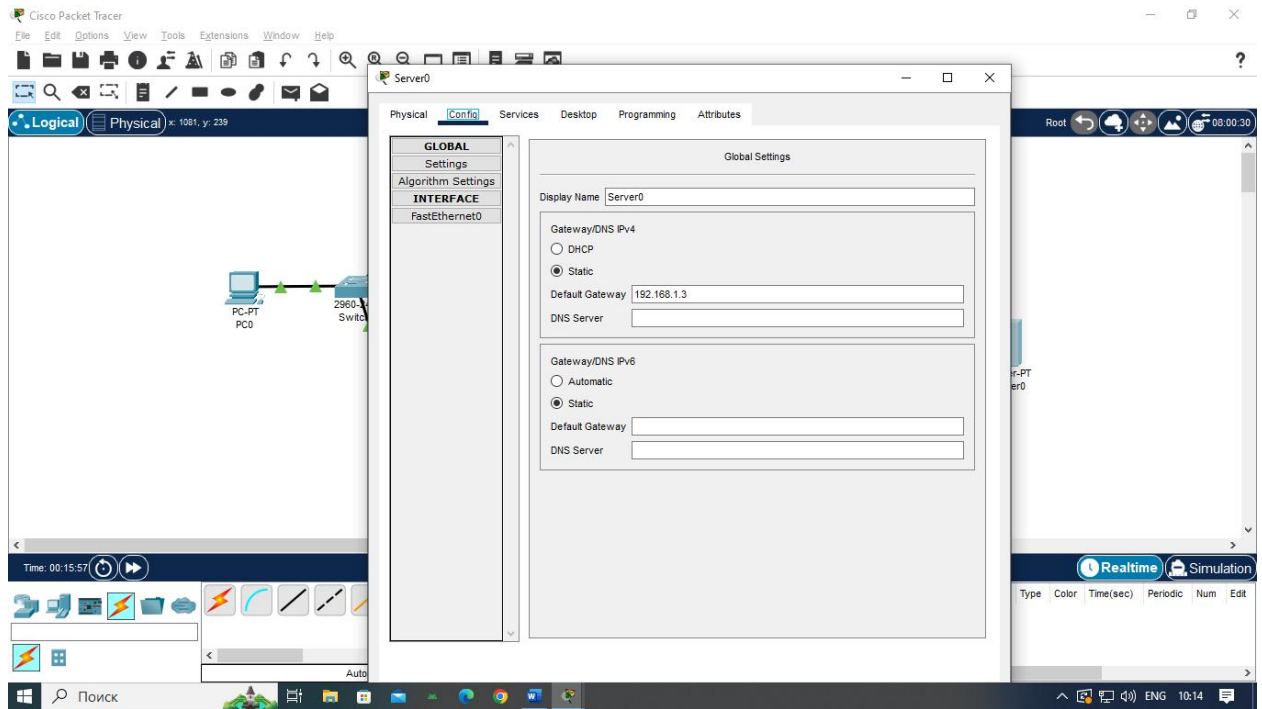 Cisco Packet Tracer
File Edit Options View Tools Extensions Window Help
?
Server0
Logical Physical x: 1081, y: 239
Root 08:00:30
Physical Config Services Desktop Programming Attributes
GLOBAL
Settings
Algorithm Settings
INTERFACE
FastEthernet0
Global Settings
Display Name Server0
Gateway/DNS IPv4
DHCP
Static
Default Gateway 192.168.1.3
DNS Server
Gateway/DNS IPv6
Automatic
Static
Default Gateway
DNS Server
PC-PT
PC0
2960-2
Switc
er-PT
er0
Time: 00:15:57
Realtime Simulation
Type Color Time(sec) Periodic Num Edit
Auto
Поиск
ENG 10:14